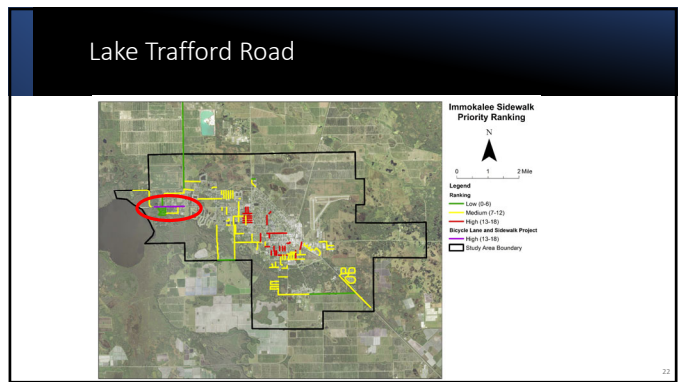 Lake Trafford Road
Immokalee Sidewalk
Priority Ranking
N
0 1 2 Mile
Legend
Ranking
Low (0-6)
Medium (7-12)
High (13-18)
Bicycle Lane and Sidewalk Project
High (13-18)
Study Area Boundary
22